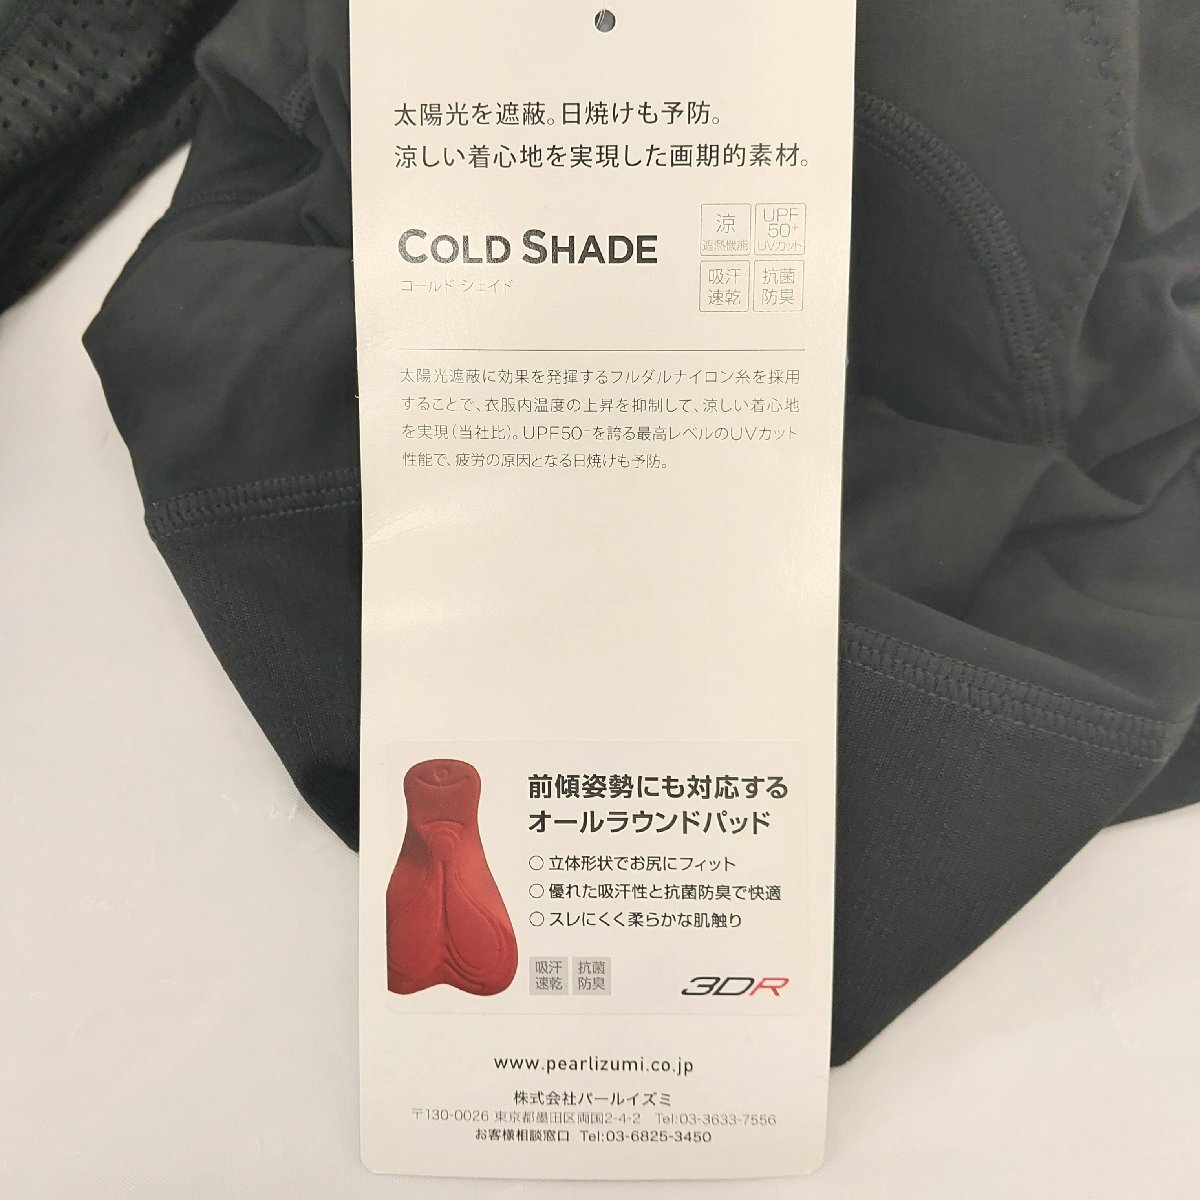 太陽光を遮蔽。日焼けも予防。
涼しい着心地を実現した画期的素材。
COLD SHADE
コールド シェイド
涼
遮熱機能
UPF
50+
UVカット
吸汗
速乾
抗菌
防臭
太陽光遮蔽に効果を発揮するフルダルナイロン糸を採用
することで、衣服内温度の上昇を抑制して、涼しい着心地
を実現(当社比)。UPF50+を誇る最高レベルのUVカット
性能で、疲労の原因となる日焼けも予防。
前傾姿勢にも対応する
オールラウンドパッド
○ 立体形状でお尻にフィット
○ 優れた吸汗性と抗菌防臭で快適
○ スレにくく柔らかな肌触り
吸汗
速乾
抗菌
防臭
3DR
www.pearlizumi.co.jp
株式会社パールイズミ
〒130-0026 東京都墨田区両国2-4-2 Tel:03-3633-7556
お客様相談窓口 Tel:03-6825-3450